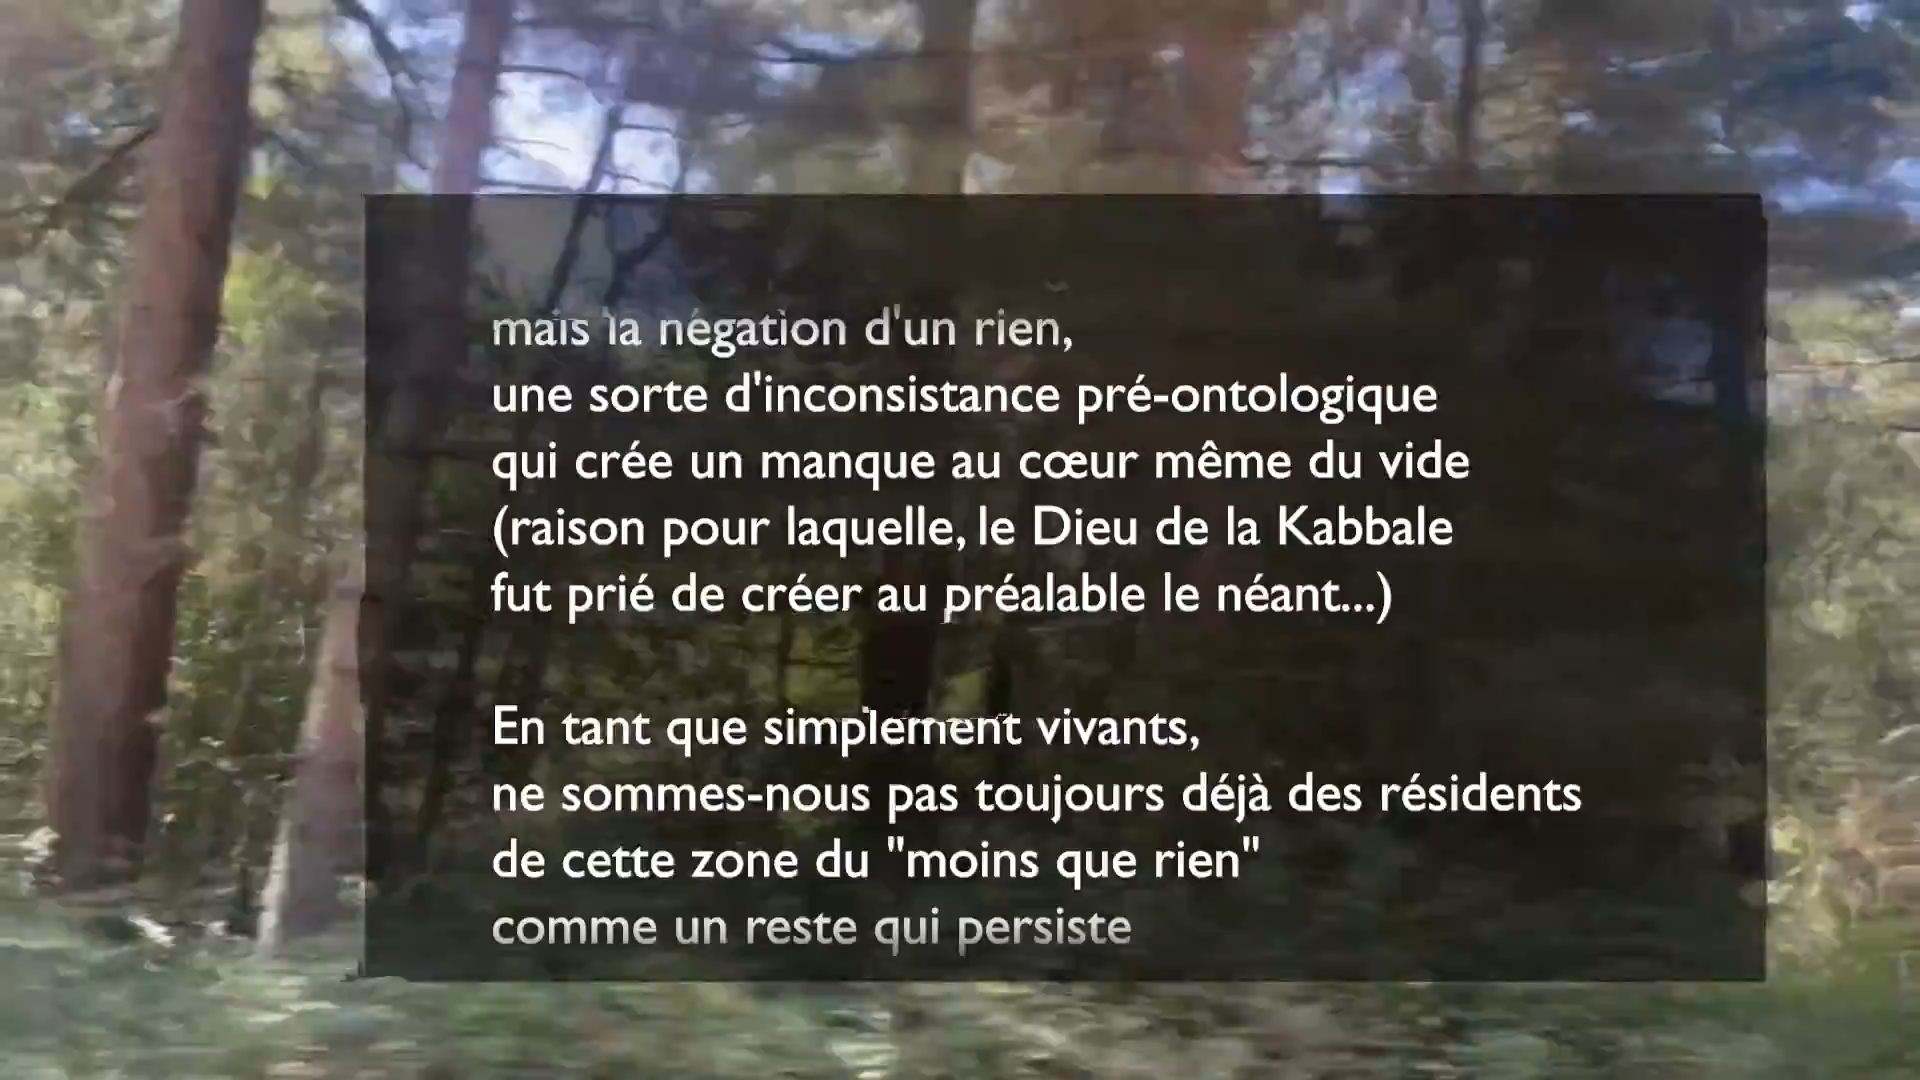 mais la négation d'un rien,
une sorte d'inconsistance pré-ontologique
qui crée un manque au cœur même du vide
(raison pour laquelle, le Dieu de la Kabbale
fut prié de créer au préalable le néant...)
En tant que simplement vivants,
ne sommes-nous pas toujours déjà des résidents
de cette zone du "moins que rien"
comme un reste qui persiste